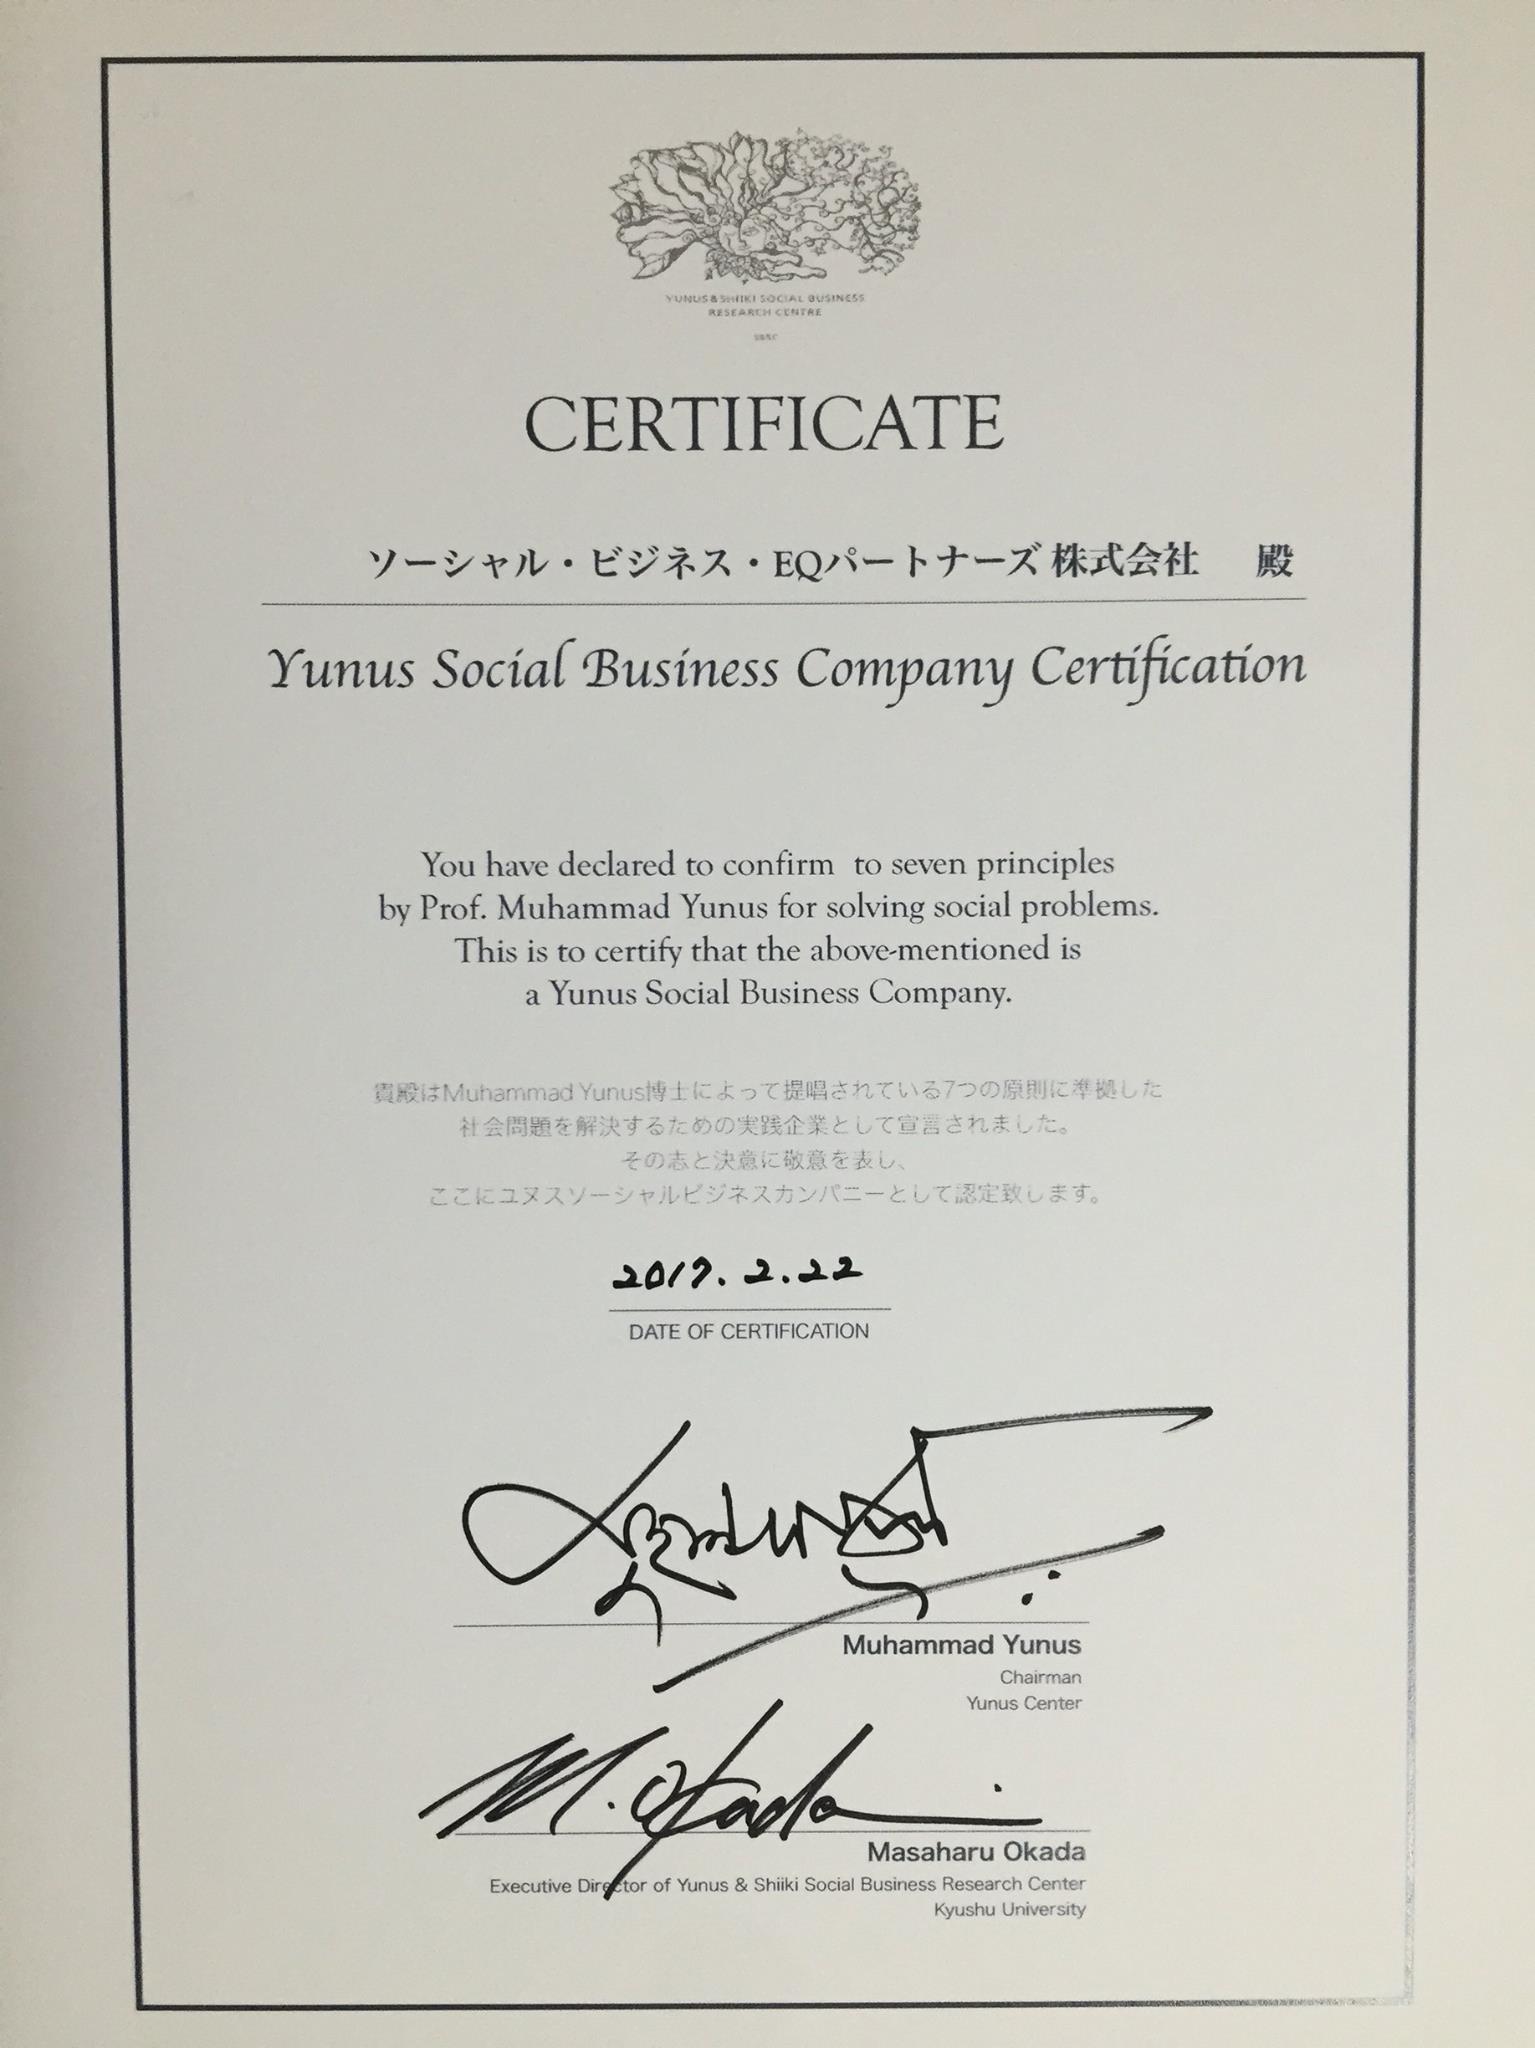 YUNUS & SHIIKI SOCIAL BUSINESS
RESEARCH CENTRE
SBRC
CERTIFICATE
ソーシャル・ビジネス・EQパートナーズ 株式会社 殿
Yunus Social Business Company Certification
You have declared to confirm to seven principles
by Prof. Muhammad Yunus for solving social problems.
This is to certify that the above-mentioned is
a Yunus Social Business Company.
貴殿はMuhammad Yunus博士によって提唱されている7つの原則に準拠した
社会問題を解決するための実践企業として宣言されました。
その志と決意に敬意を表し、
ここにユヌスソーシャルビジネスカンパニーとして認定致します。
2017.2.22
DATE OF CERTIFICATION
Muhammad Yunus
Chairman
Yunus Center
M. Okada
Masaharu Okada
Executive Director of Yunus & Shiiki Social Business Research Center
Kyushu University